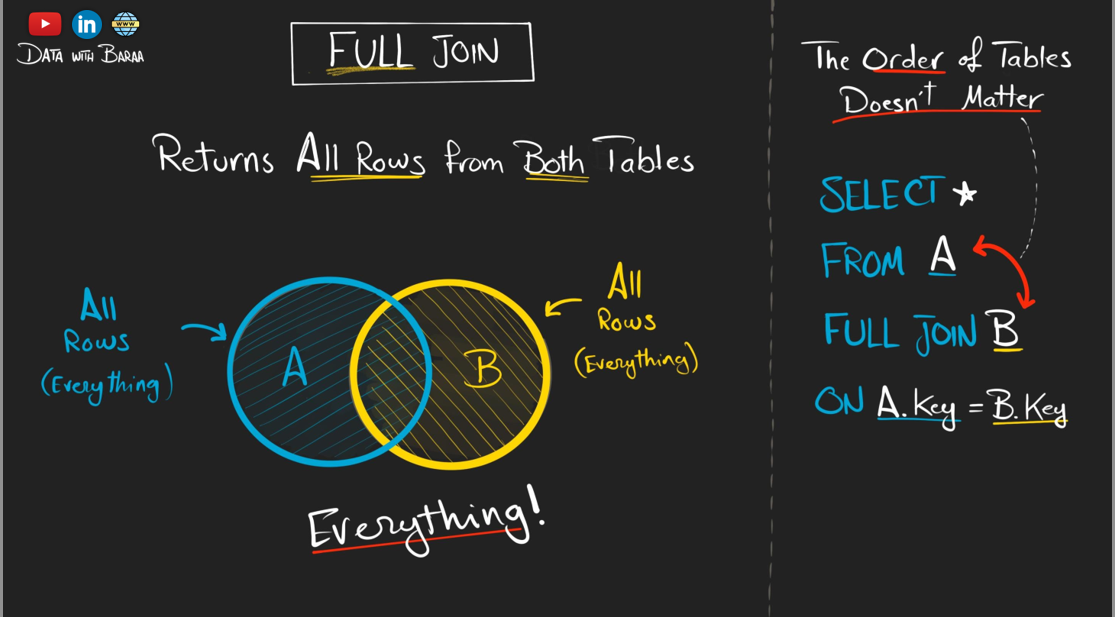 in
WWW
DATA WITH BARAA
FULL JOIN
Returns All Rows from Both Tables
All
Rows
(Everything)
A
B
All
Rows
(Everything)
Everything!
The Order of Tables
Doesn't Matter
SELECT *
FROM A
FULL JOIN B
ON A.Key = B.Key